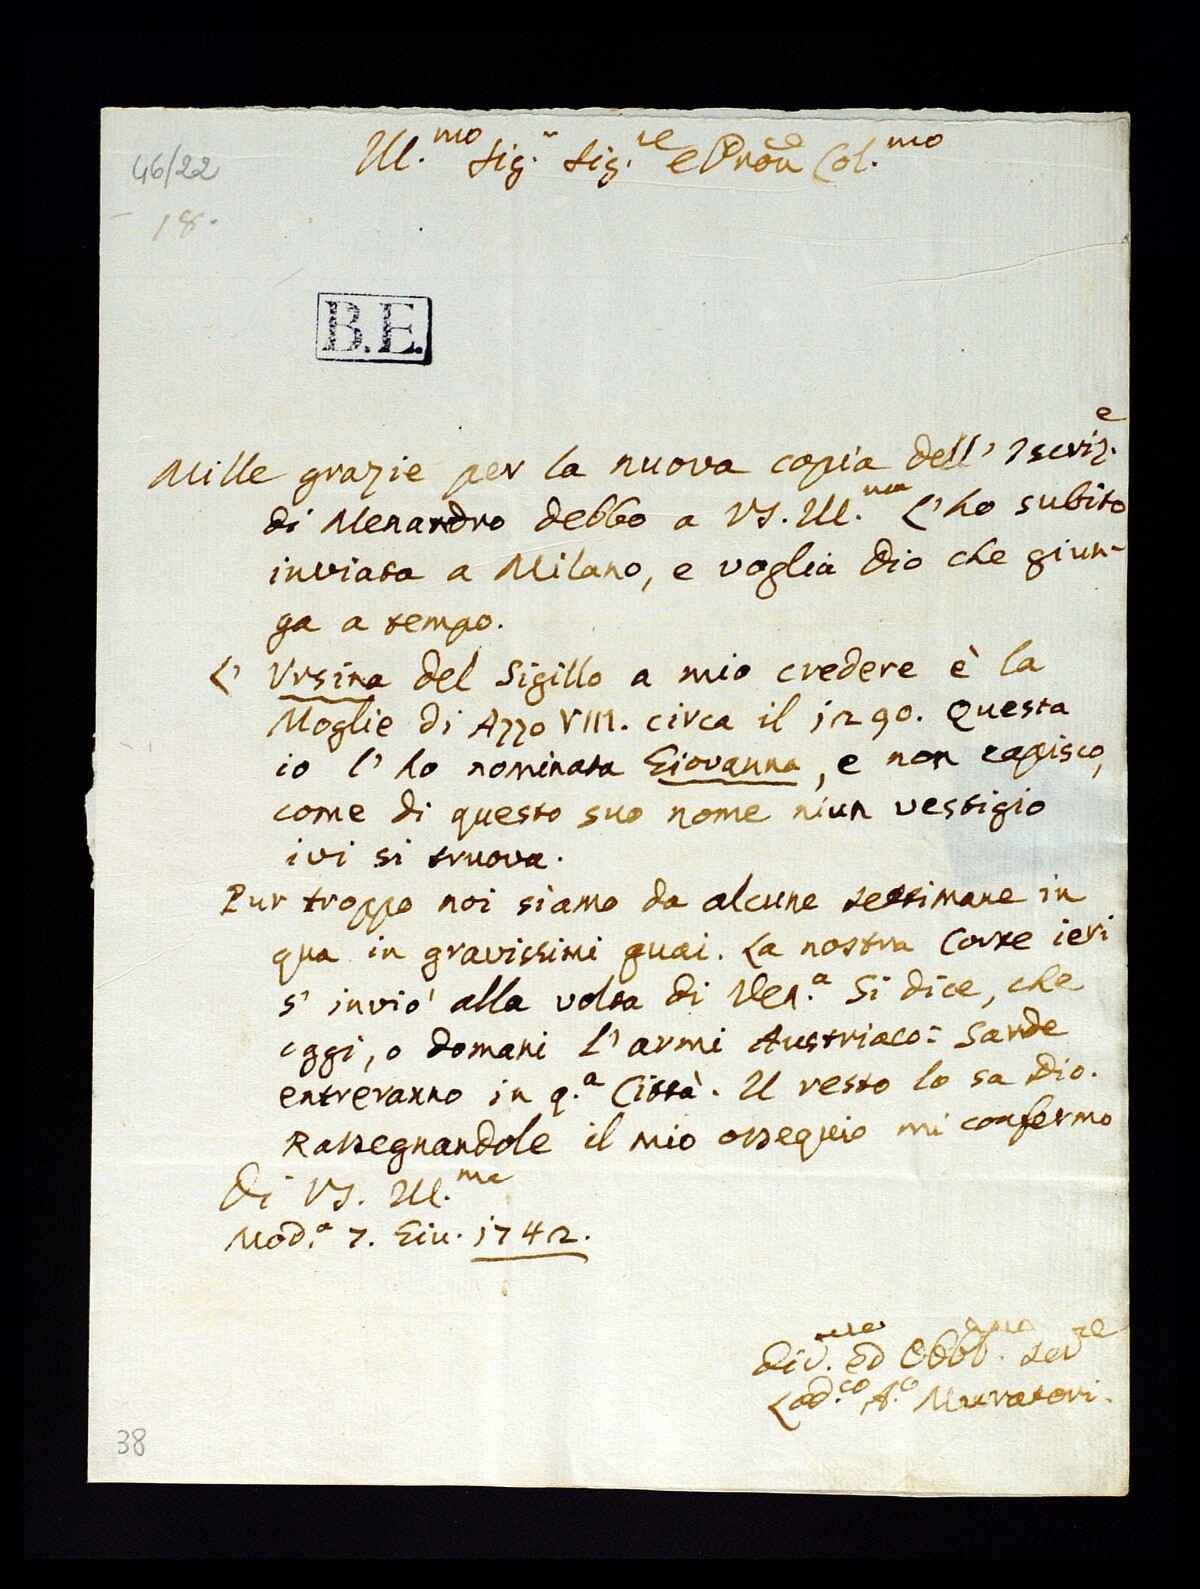 46/22
18.
Ill.mo Sig.r Sig.re e Pron Col.mo
B.E.
Mille grazie per la nuova copia dell' Iscriz.e
di Menandro debbo a VS. Ill.ma L'ho subito
inviata a Milano, e voglia Dio che giun-
ga a tempo.
L' Ursina del Sigillo a mio credere è la
Moglie di Azzo VIII. circa il 1290. Questa
io l' ho nominata Giovanna, e non capisco,
come di questo suo nome niun vestigio
ivi si truova.
Pur troppo noi siamo da alcune settimane in
qua in gravissimi guai. La nostra Corte ieri
s' inviò alla volta di Ven.a Si dice, che
oggi, o domani l' armi Austriaco= Sarde
entreranno in q.a Città. Il resto lo sa Dio.
Rassegnandole il mio ossequio mi confermo
di VS. Ill.ma
Mod.a 7. Giu. 1742.
div.mo ed Obbl.mo Ser.re
Lod.co A.o Muratori.
38